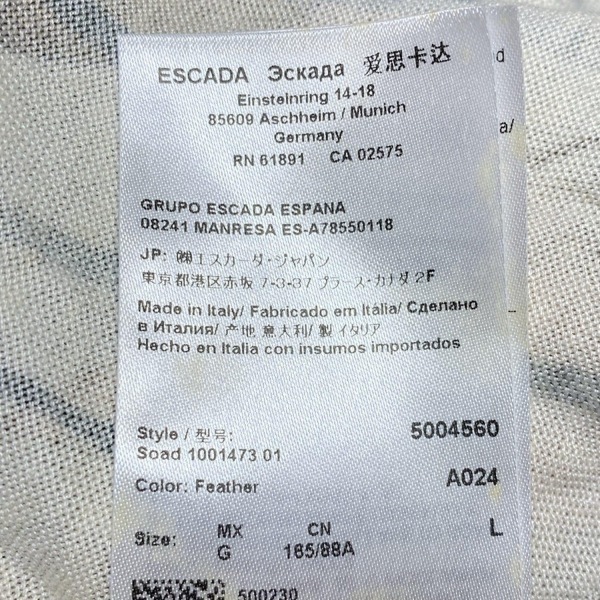 ESCADA Эскада 爱思卡达
Einsteinring 14-18
85609 Aschheim / Munich
Germany
RN 61891 CA 02575
GRUPO ESCADA ESPANA
08241 MANRESA ES-A78550118
JP: ㈱エスカーダ・ジャパン
東京都港区赤坂 7-3-37 プラース・カナダ 2F
Made in Italy/ Fabricado em Itália/ Сделано
в Италия/ 产地 意大利/ 製 イタリア
Hecho en Italia con insumos importados
Style / 型号: 5004560
Soad 1001473 01
Color: Feather A024
Size: MX CN L
G 165/88A
500230
d
a/